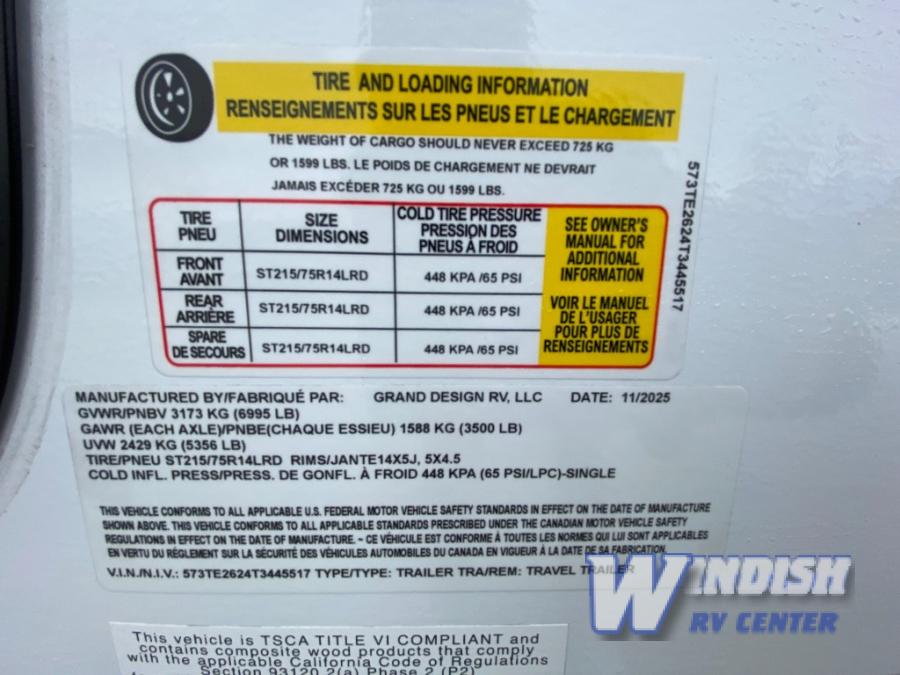 TIRE AND LOADING INFORMATION
RENSEIGNEMENTS SUR LES PNEUS ET LE CHARGEMENT
THE WEIGHT OF CARGO SHOULD NEVER EXCEED 725 KG
OR 1599 LBS. LE POIDS DE CHARGEMENT NE DEVRAIT
JAMAIS EXCÉDER 725 KG OU 1599 LBS.
TIRE
PNEU
SIZE
DIMENSIONS
COLD TIRE PRESSURE
PRESSION DES
PNEUS À FROID
SEE OWNER'S
MANUAL FOR
ADDITIONAL
INFORMATION
FRONT
AVANT
ST215/75R14LRD
448 KPA /65 PSI
REAR
ARRIÈRE
ST215/75R14LRD
448 KPA /65 PSI
VOIR LE MANUEL
DE L'USAGER
POUR PLUS DE
RENSEIGNEMENTS
SPARE
DE SECOURS
ST215/75R14LRD
448 KPA /65 PSI
573TE2624T3445517
MANUFACTURED BY/FABRIQUÉ PAR: GRAND DESIGN RV, LLC DATE: 11/2025
GVWR/PNBV 3173 KG (6995 LB)
GAWR (EACH AXLE)/PNBE(CHAQUE ESSIEU) 1588 KG (3500 LB)
UVW 2429 KG (5356 LB)
TIRE/PNEU ST215/75R14LRD RIMS/JANTE14X5J, 5X4.5
COLD INFL. PRESS/PRESS. DE GONFL. À FROID 448 KPA (65 PSI/LPC)-SINGLE
THIS VEHICLE CONFORMS TO ALL APPLICABLE U.S. FEDERAL MOTOR VEHICLE SAFETY STANDARDS IN EFFECT ON THE DATE OF MANUFACTURE
SHOWN ABOVE. THIS VEHICLE CONFORMS TO ALL APPLICABLE STANDARDS PRESCRIBED UNDER THE CANADIAN MOTOR VEHICLE SAFETY
REGULATIONS IN EFFECT ON THE DATE OF MANUFACTURE. - CE VÉHICULE EST CONFORME À TOUTES LES NORMES QUI LUI SONT APPLICABLES
EN VERTU DU RÈGLEMENT SUR LA SÉCURITÉ DES VÉHICULES AUTOMOBILES DU CANADA EN VIGUEUR À LA DATE DE SA FABRICATION.
V.I.N./N.I.V.: 573TE2624T3445517 TYPE/TYPE: TRAILER TRA/REM: TRAVEL TRAILER
WINDISH
RV CENTER
This vehicle is TSCA TITLE VI COMPLIANT and
contains composite wood products that comply
with the applicable California Code of Regulations
Section 93120.2(a) Phase 2 (P2)